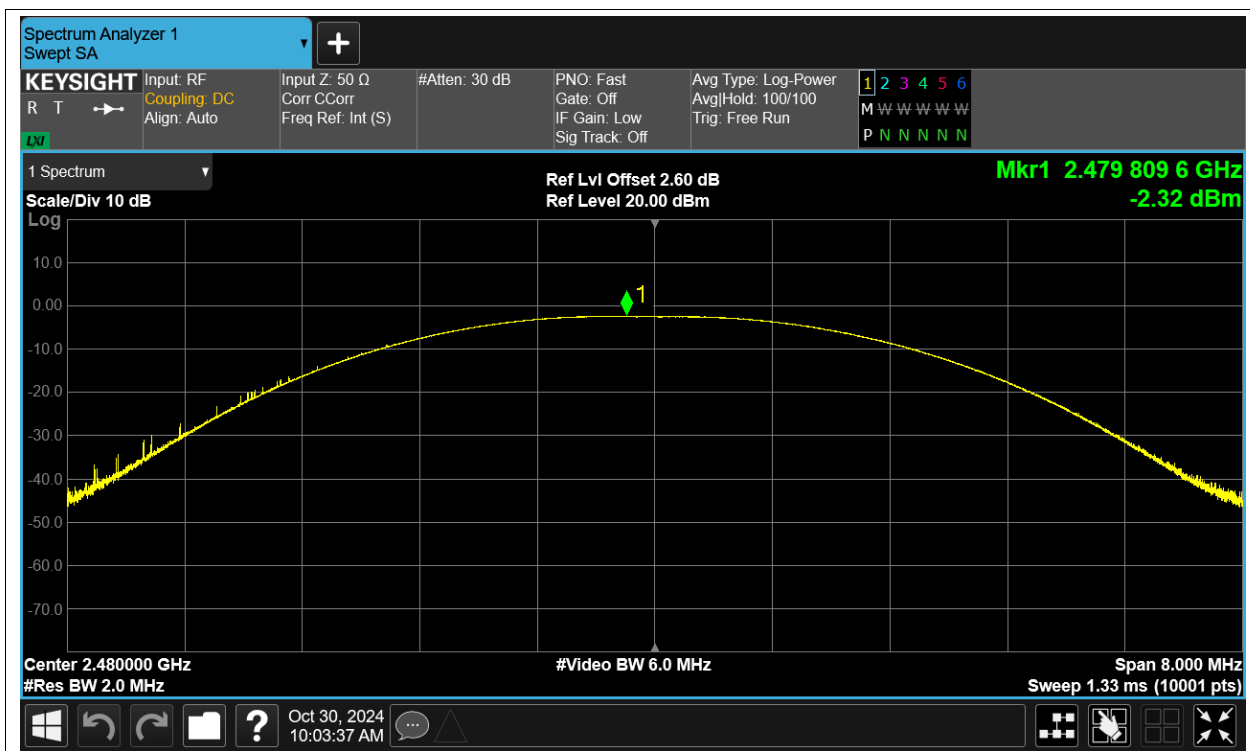 Spectrum Analyzer 1
Swept SA
+
KEYSIGHT
R T
LXI
Input: RF
Coupling: DC
Align: Auto
Input Z: 50 Ω
Corr CCorr
Freq Ref: Int (S)
#Atten: 30 dB
PNO: Fast
Gate: Off
IF Gain: Low
Sig Track: Off
Avg Type: Log-Power
Avg|Hold: 100/100
Trig: Free Run
1 2 3 4 5 6
M W W W W W
P N N N N N
1 Spectrum
Scale/Div 10 dB
Log
Ref Lvl Offset 2.60 dB
Ref Level 20.00 dBm
Mkr1 2.479 809 6 GHz
-2.32 dBm
10.0
0.00
-10.0
-20.0
-30.0
-40.0
-50.0
-60.0
-70.0
1
Center 2.480000 GHz
#Res BW 2.0 MHz
#Video BW 6.0 MHz
Span 8.000 MHz
Sweep 1.33 ms (10001 pts)
?
Oct 30, 2024
10:03:37 AM